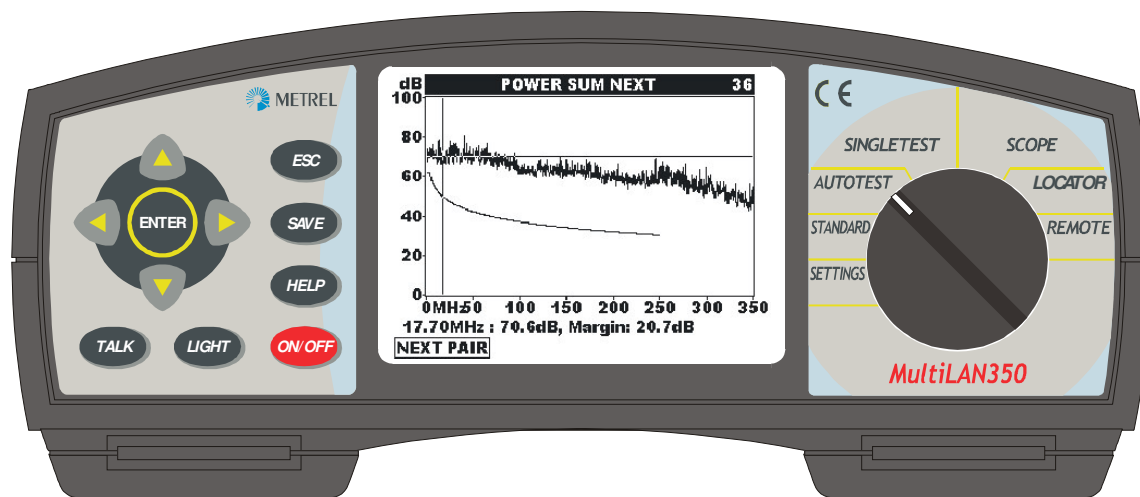 METREL
ESC
ENTER
SAVE
HELP
TALK
LIGHT
ON/OFF
dB
POWER SUM NEXT 36
100
80
60
40
20
0
0MHz 50 100 150 200 250 300 350
17.70MHz : 70.6dB, Margin: 20.7dB
NEXT PAIR
CE
SINGLETEST
SCOPE
AUTOTEST
LOCATOR
STANDARD
REMOTE
SETTINGS
MultiLAN350